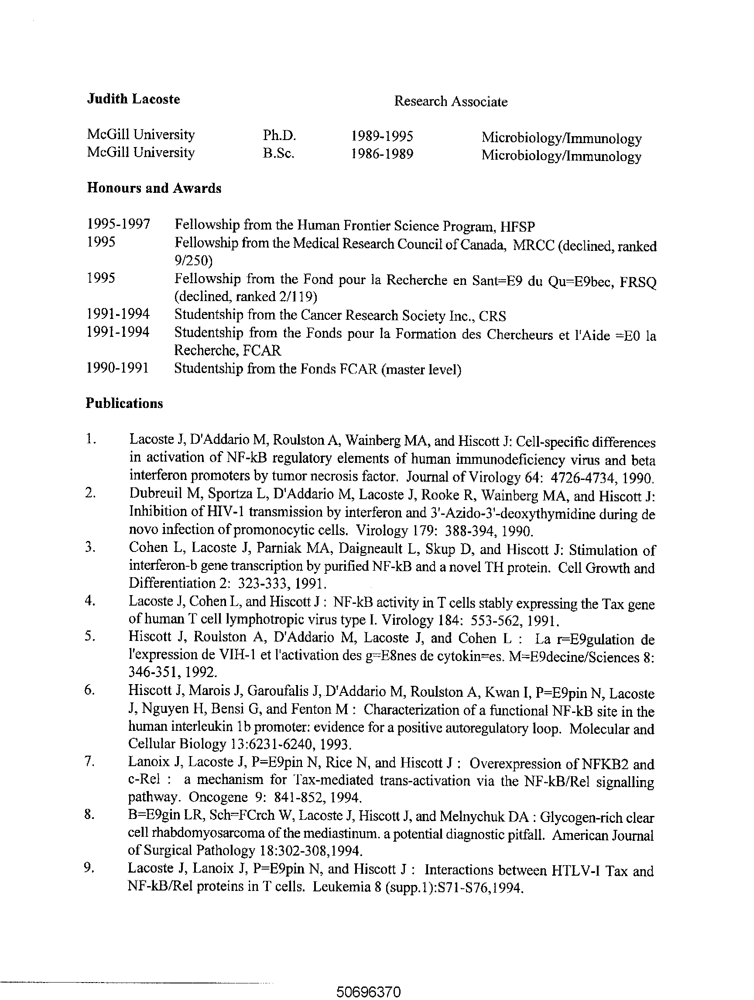 Judith Lacoste Research Associate
McGill University Ph.D. 1989-1995 Microbiology/Immunology
McGill University B.Sc. 1986-1989 Microbiology/Immunology
Honours and Awards
1995-1997 Fellowship from the Human Frontier Science Program, HFSP
1995 Fellowship from the Medical Research Council of Canada, MRCC (declined, ranked
9/250)
1995 Fellowship from the Fond pour la Recherche en Sant=E9 du Qu=E9bec, FRSQ
(declined, ranked 2/119)
1991-1994 Studentship from the Cancer Research Society Inc., CRS
1991-1994 Studentship from the Fonds pour la Formation des Chercheurs et l'Aide =E0 la
Recherche, FCAR
1990-1991 Studentship from the Fonds FCAR (master level)
Publications
1. Lacoste J, D'Addario M, Roulston A, Wainberg MA, and Hiscott J: Cell-specific differences
in activation of NF-kB regulatory elements of human immunodeficiency virus and beta
interferon promoters by tumor necrosis factor. Journal of Virology 64: 4726-4734, 1990.
2. Dubreuil M, Sportza L, D'Addario M, Lacoste J, Rooke R, Wainberg MA, and Hiscott J:
Inhibition of HIV-1 transmission by interferon and 3'-Azido-3'-deoxythymidine during de
novo infection of promonocytic cells. Virology 179: 388-394, 1990.
3. Cohen L, Lacoste J, Parniak MA, Daigneault L, Skup D, and Hiscott J: Stimulation of
interferon-b gene transcription by purified NF-kB and a novel TH protein. Cell Growth and
Differentiation 2: 323-333, 1991.
4. Lacoste J, Cohen L, and Hiscott J : NF-kB activity in T cells stably expressing the Tax gene
of human T cell lymphotropic virus type I. Virology 184: 553-562, 1991.
5. Hiscott J, Roulston A, D'Addario M, Lacoste J, and Cohen L : La r=E9gulation de
l'expression de VIH-1 et l'activation des g=E8nes de cytokin=es. M=E9decine/Sciences 8:
346-351, 1992.
6. Hiscott J, Marois J, Garoufalis J, D'Addario M, Roulston A, Kwan I, P=E9pin N, Lacoste
J, Nguyen H, Bensi G, and Fenton M : Characterization of a functional NF-kB site in the
human interleukin 1b promoter: evidence for a positive autoregulatory loop. Molecular and
Cellular Biology 13:6231-6240, 1993.
7. Lanoix J, Lacoste J, P=E9pin N, Rice N, and Hiscott J : Overexpression of NFKB2 and
c-Rel : a mechanism for Tax-mediated trans-activation via the NF-kB/Rel signalling
pathway. Oncogene 9: 841-852, 1994.
8. B=E9gin LR, Sch=FCrch W, Lacoste J, Hiscott J, and Melnychuk DA : Glycogen-rich clear
cell rhabdomyosarcoma of the mediastinum. a potential diagnostic pitfall. American Journal
of Surgical Pathology 18:302-308,1994.
9. Lacoste J, Lanoix J, P=E9pin N, and Hiscott J : Interactions between HTLV-I Tax and
NF-kB/Rel proteins in T cells. Leukemia 8 (supp.1):S71-S76,1994.
50696370